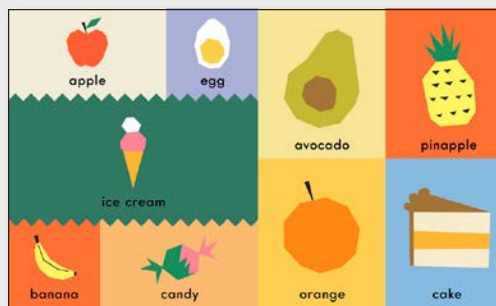 apple
egg
avocado
pinapple
ice cream
banana
candy
orange
cake